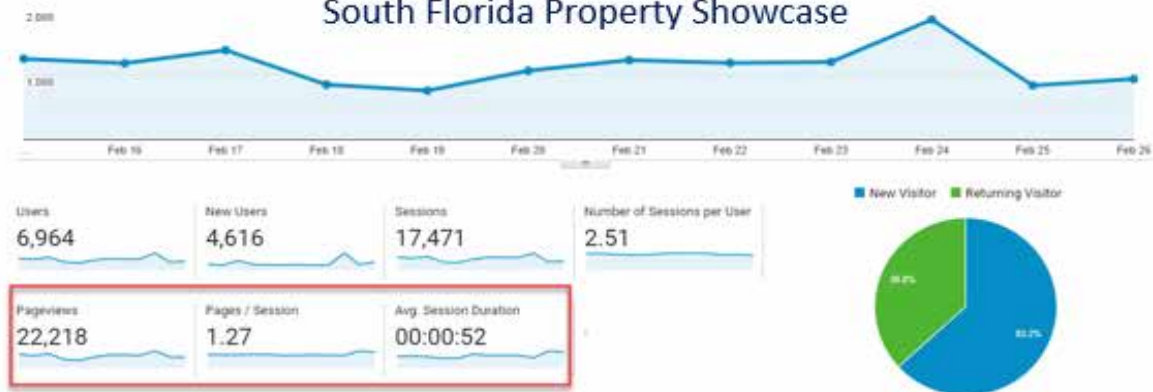 South Florida Property Showcase
2.000
1.000
... Feb 16 Feb 17 Feb 18 Feb 19 Feb 20 Feb 21 Feb 22 Feb 23 Feb 24 Feb 25 Feb 26
New Visitor Returning Visitor
Users New Users Sessions Number of Sessions per User
6,964 4,616 17,471 2.51
Pageviews Pages / Session Avg. Session Duration
22,218 1.27 00:00:52